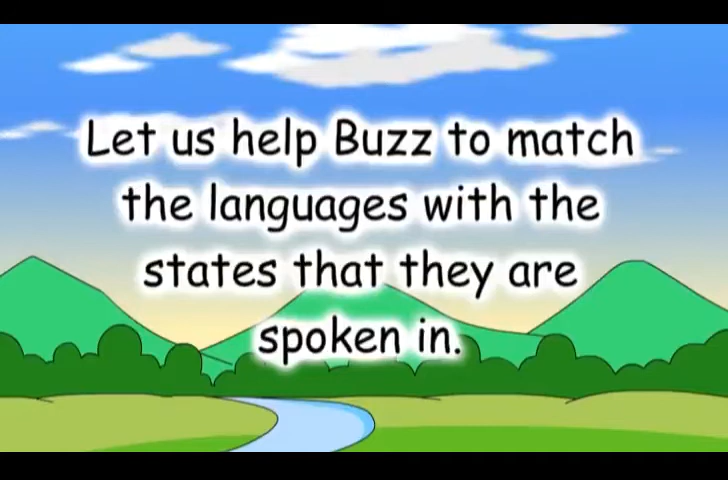 Let us help Buzz to match
the languages with the
states that they are
spoken in.